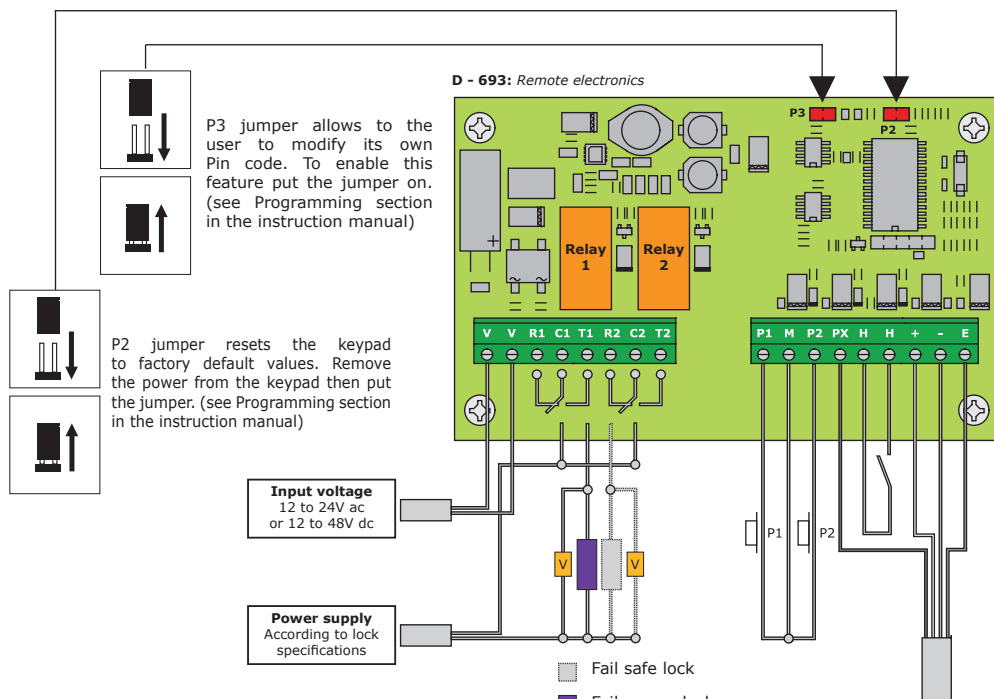 D - 693: Remote electronics
P3 jumper allows to the
user to modify its own
Pin code. To enable this
feature put the jumper on.
(see Programming section
in the instruction manual)
P2 jumper resets the keypad
to factory default values. Remove
the power from the keypad then put
the jumper. (see Programming section
in the instruction manual)
P3
P2
Relay
1
Relay
2
+
V V R1 C1 T1 R2 C2 T2
P1 M P2 PX H H + - E
Input voltage
12 to 24V ac
or 12 to 48V dc
P1
P2
V
V
Power supply
According to lock
specifications
Fail safe lock